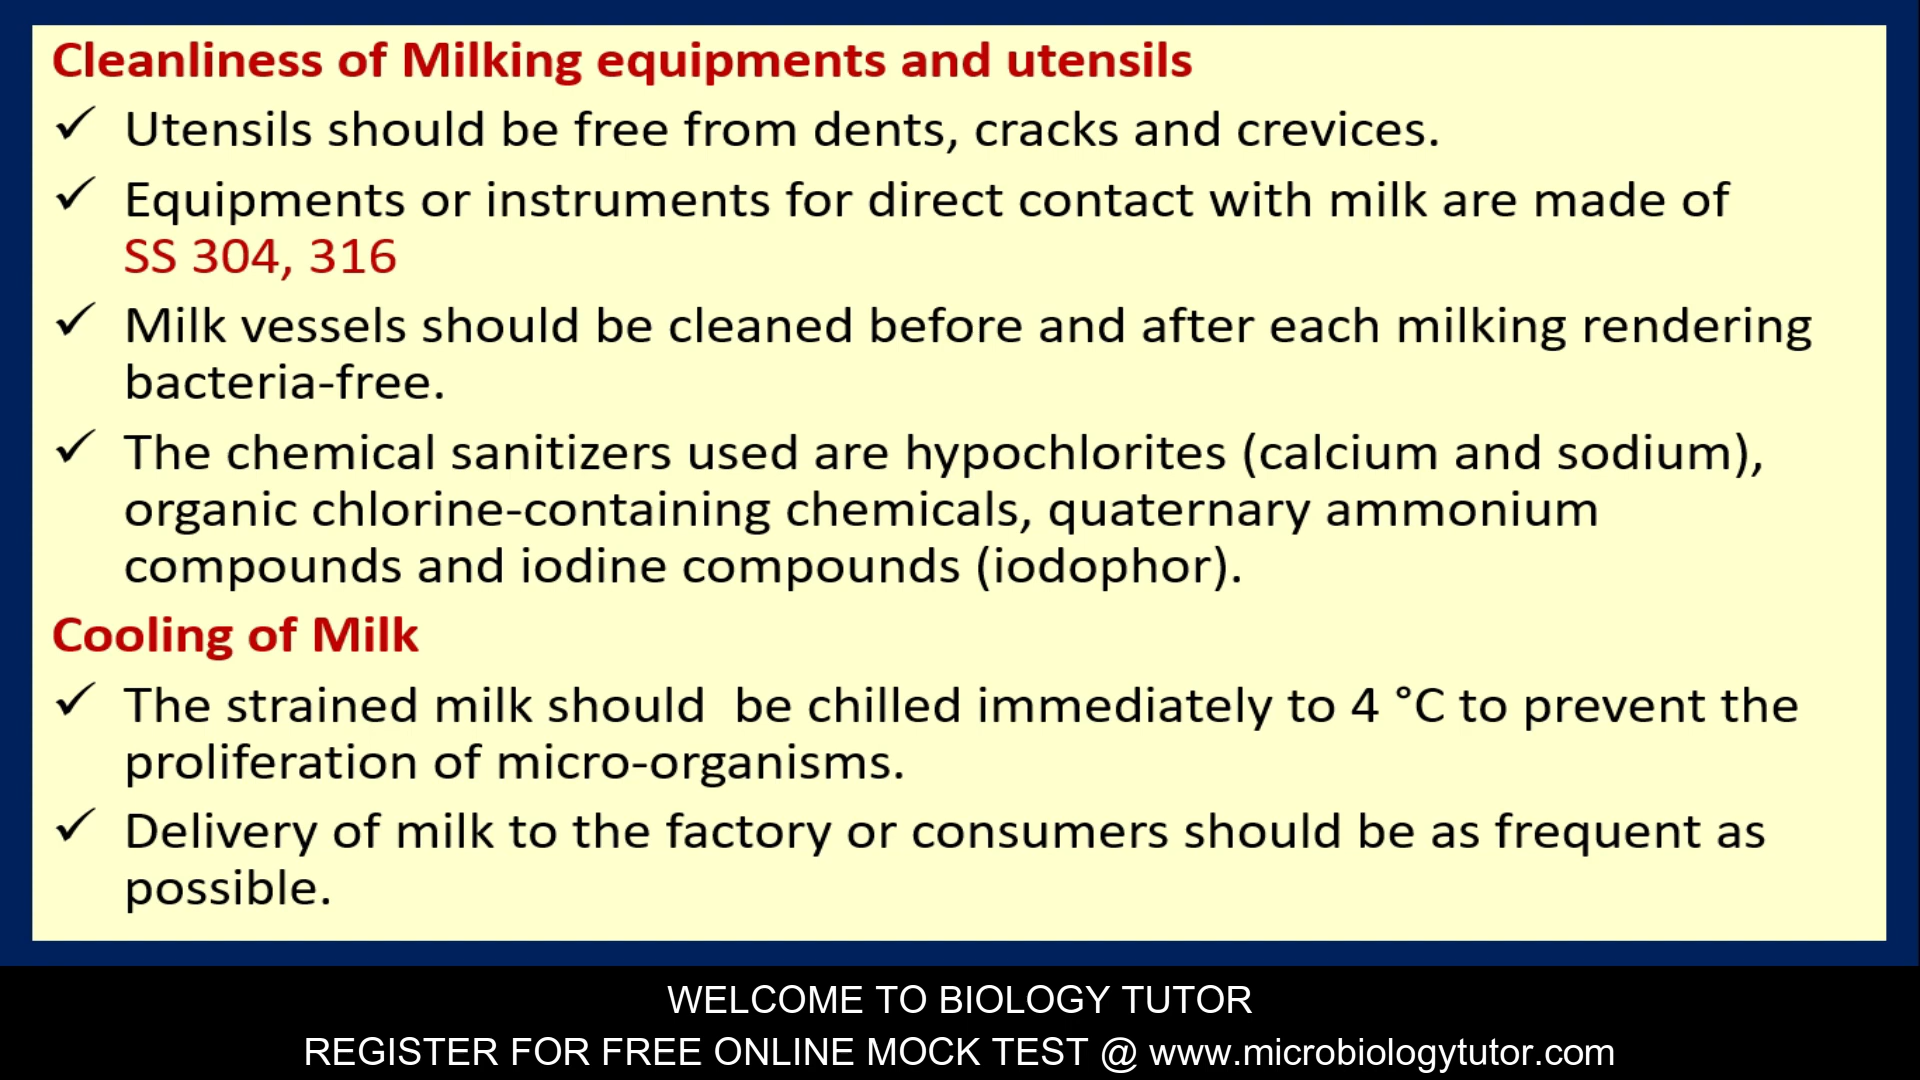 Cleanliness of Milking equipments and utensils
✓ Utensils should be free from dents, cracks and crevices.
✓ Equipments or instruments for direct contact with milk are made of
SS 304, 316
✓ Milk vessels should be cleaned before and after each milking rendering
bacteria-free.
✓ The chemical sanitizers used are hypochlorites (calcium and sodium),
organic chlorine-containing chemicals, quaternary ammonium
compounds and iodine compounds (iodophor).
Cooling of Milk
✓ The strained milk should  be chilled immediately to 4 °C to prevent the
proliferation of micro-organisms.
✓ Delivery of milk to the factory or consumers should be as frequent as
possible.
WELCOME TO BIOLOGY TUTOR
REGISTER FOR FREE ONLINE MOCK TEST @ www.microbiologytutor.com